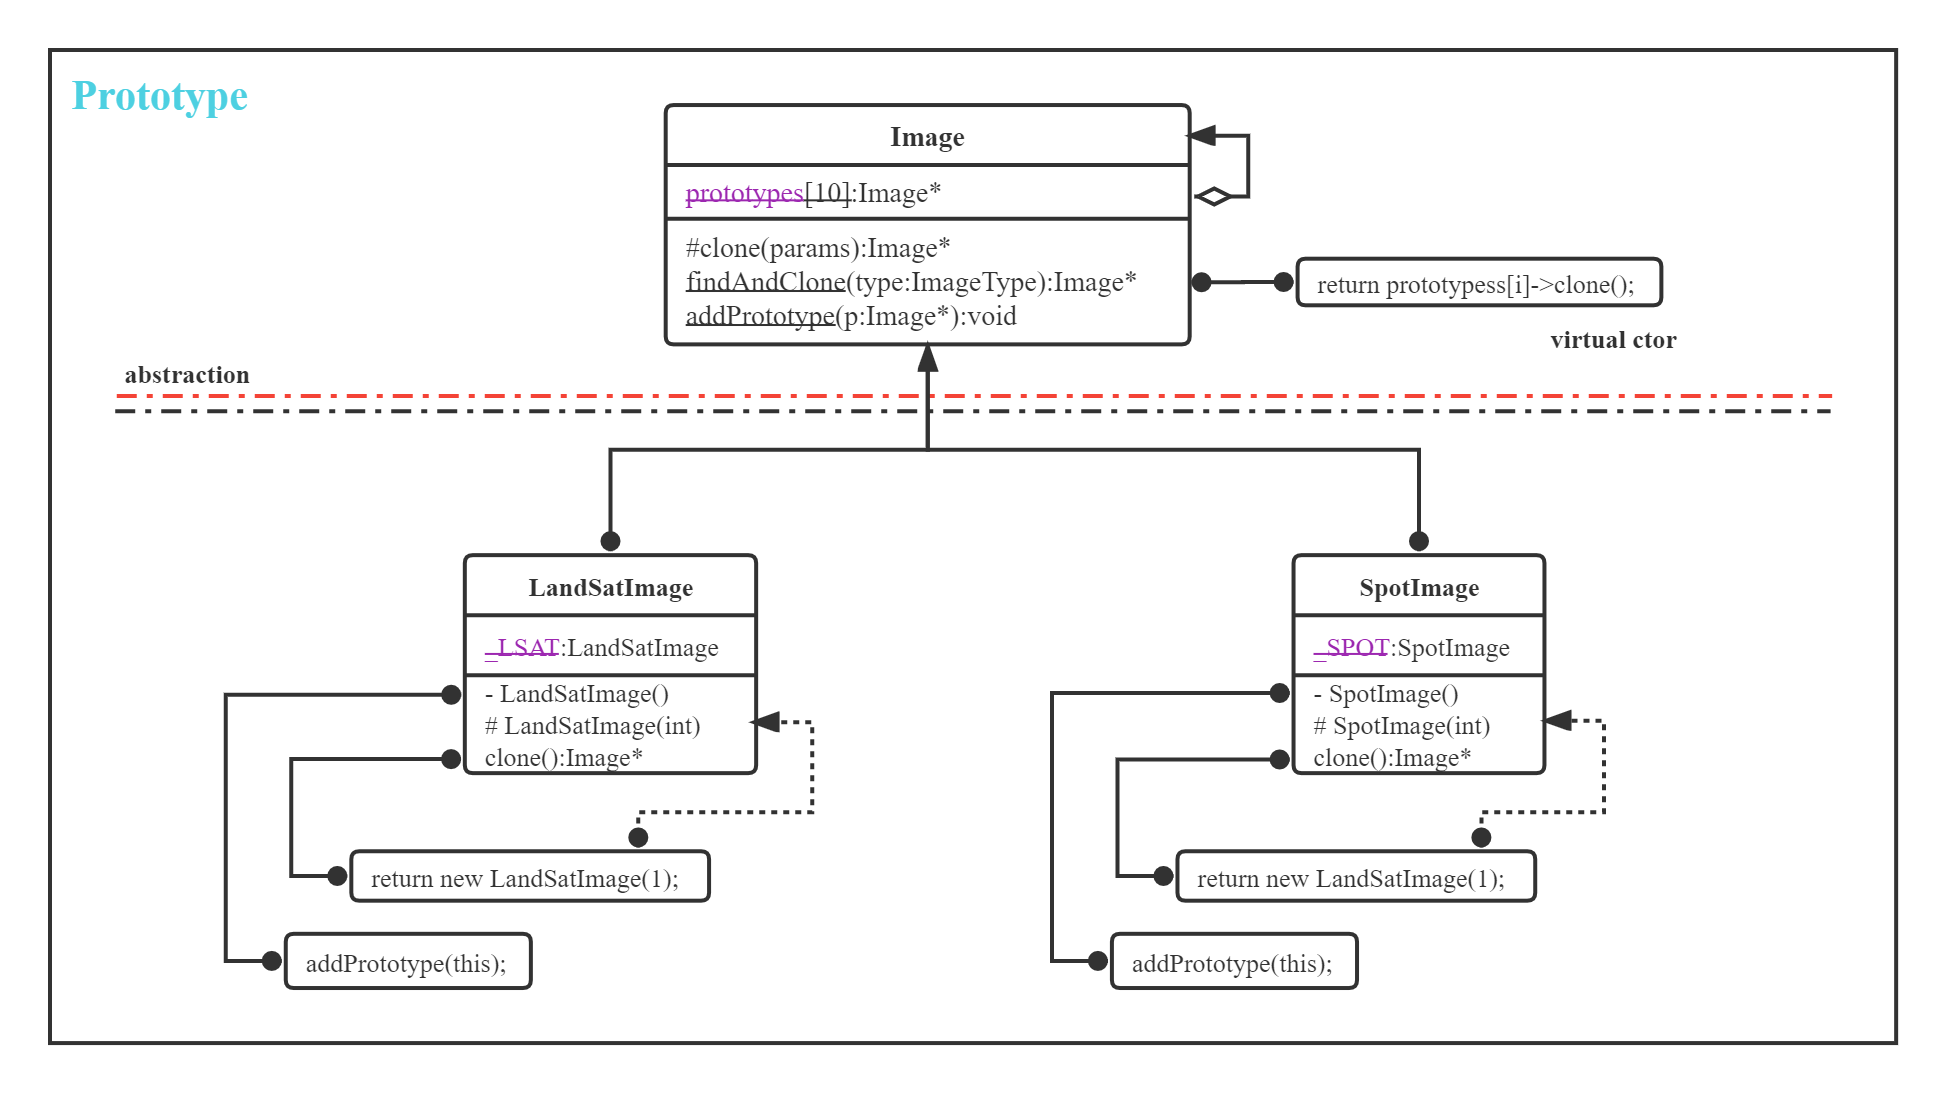 Prototype
Image
prototypes[10]:Image*
#clone(params):Image*
findAndClone(type:ImageType):Image*
addPrototype(p:Image*):void
return prototypess[i]->clone();
virtual ctor
abstraction
LandSatImage
_LSAT:LandSatImage
- LandSatImage()
# LandSatImage(int)
clone():Image*
return new LandSatImage(1);
addPrototype(this);
SpotImage
_SPOT:SpotImage
- SpotImage()
# SpotImage(int)
clone():Image*
return new LandSatImage(1);
addPrototype(this);